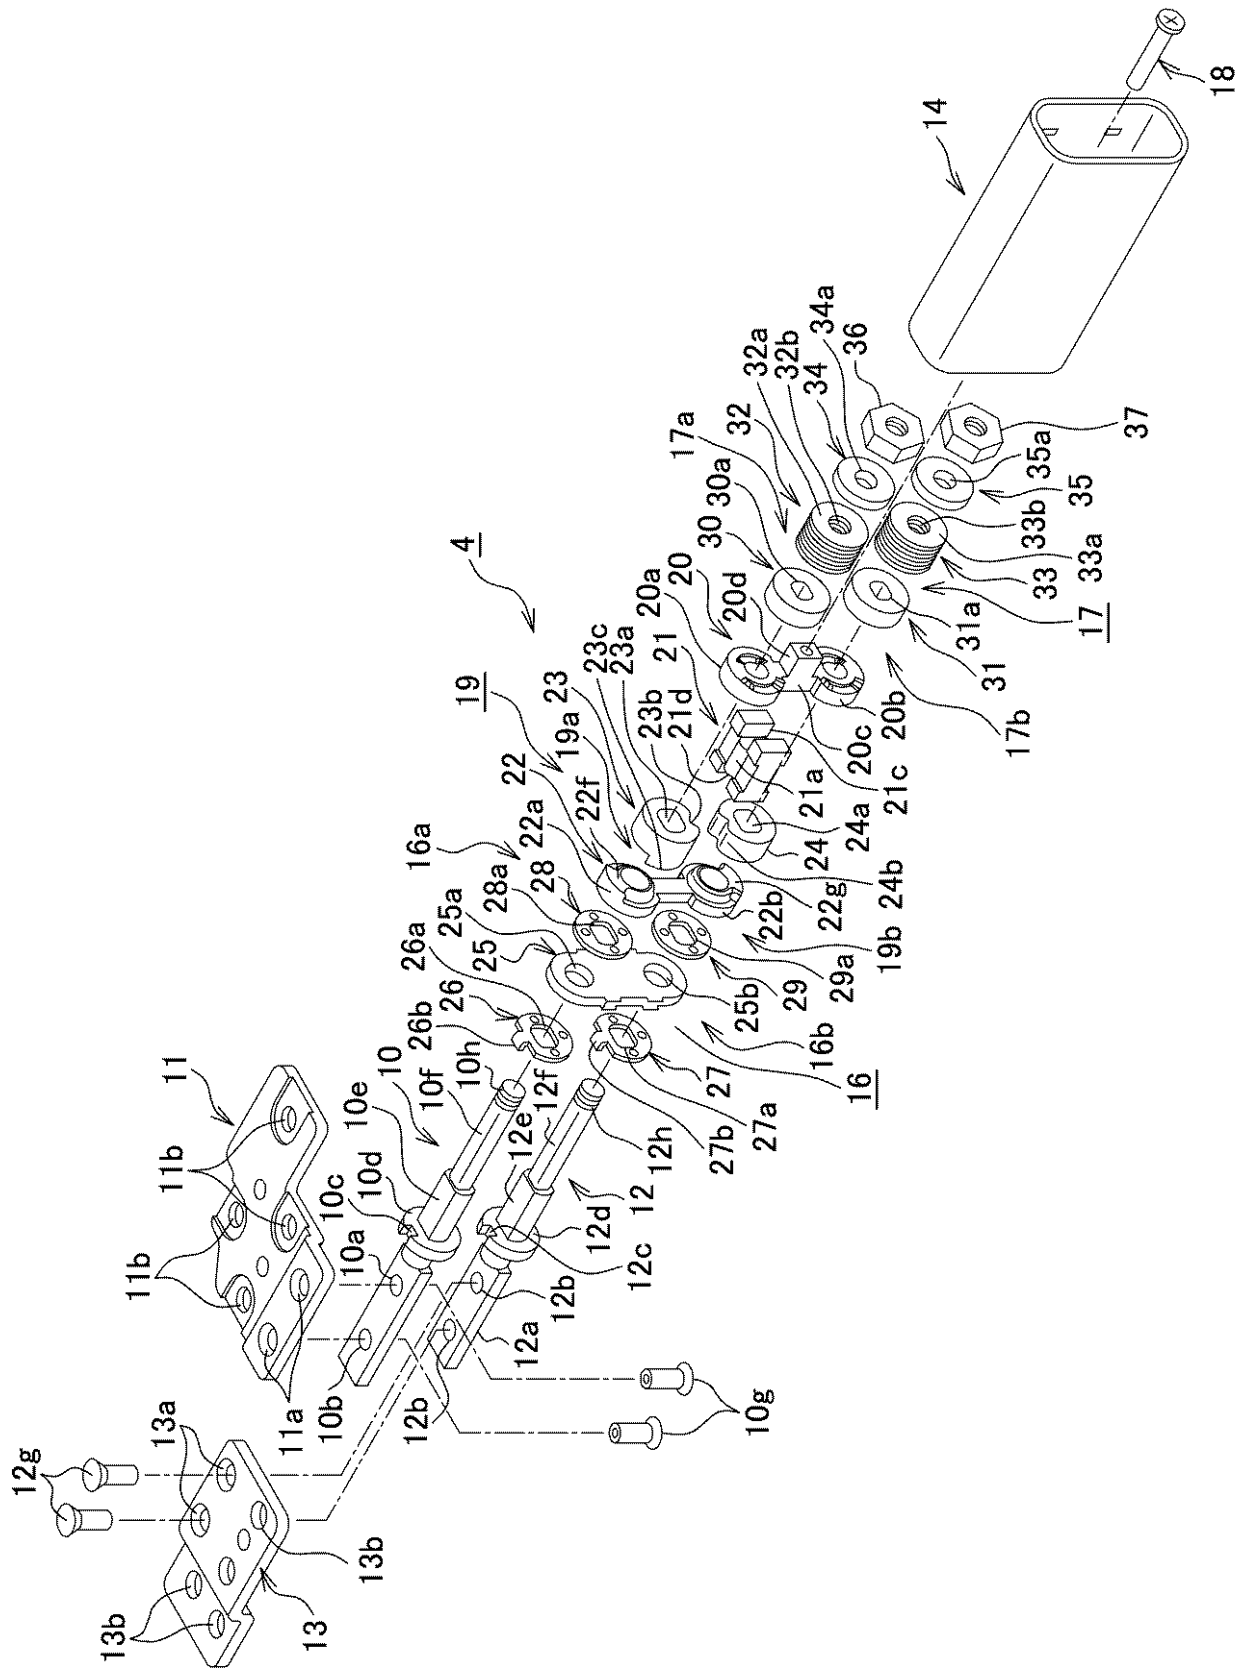 4
19
17
16
14
18
11
11b
11b
11a
13
13a
13b
13b
12g
10g
10
10a
10b
10c
10d
10e
10f
10h
12
12a
12b
12b
12c
12d
12e
12f
12h
16a
16b
25
25a
25b
26
26a
26b
27
27a
27b
28
28a
29
29a
19a
19b
22
22a
22b
22f
22g
23
23a
23b
23c
24
24a
24b
21
21a
21c
21d
20
20a
20b
20c
20d
17a
17b
30
30a
31
31a
32
32a
32b
33
33a
33b
34
34a
35
35a
36
37